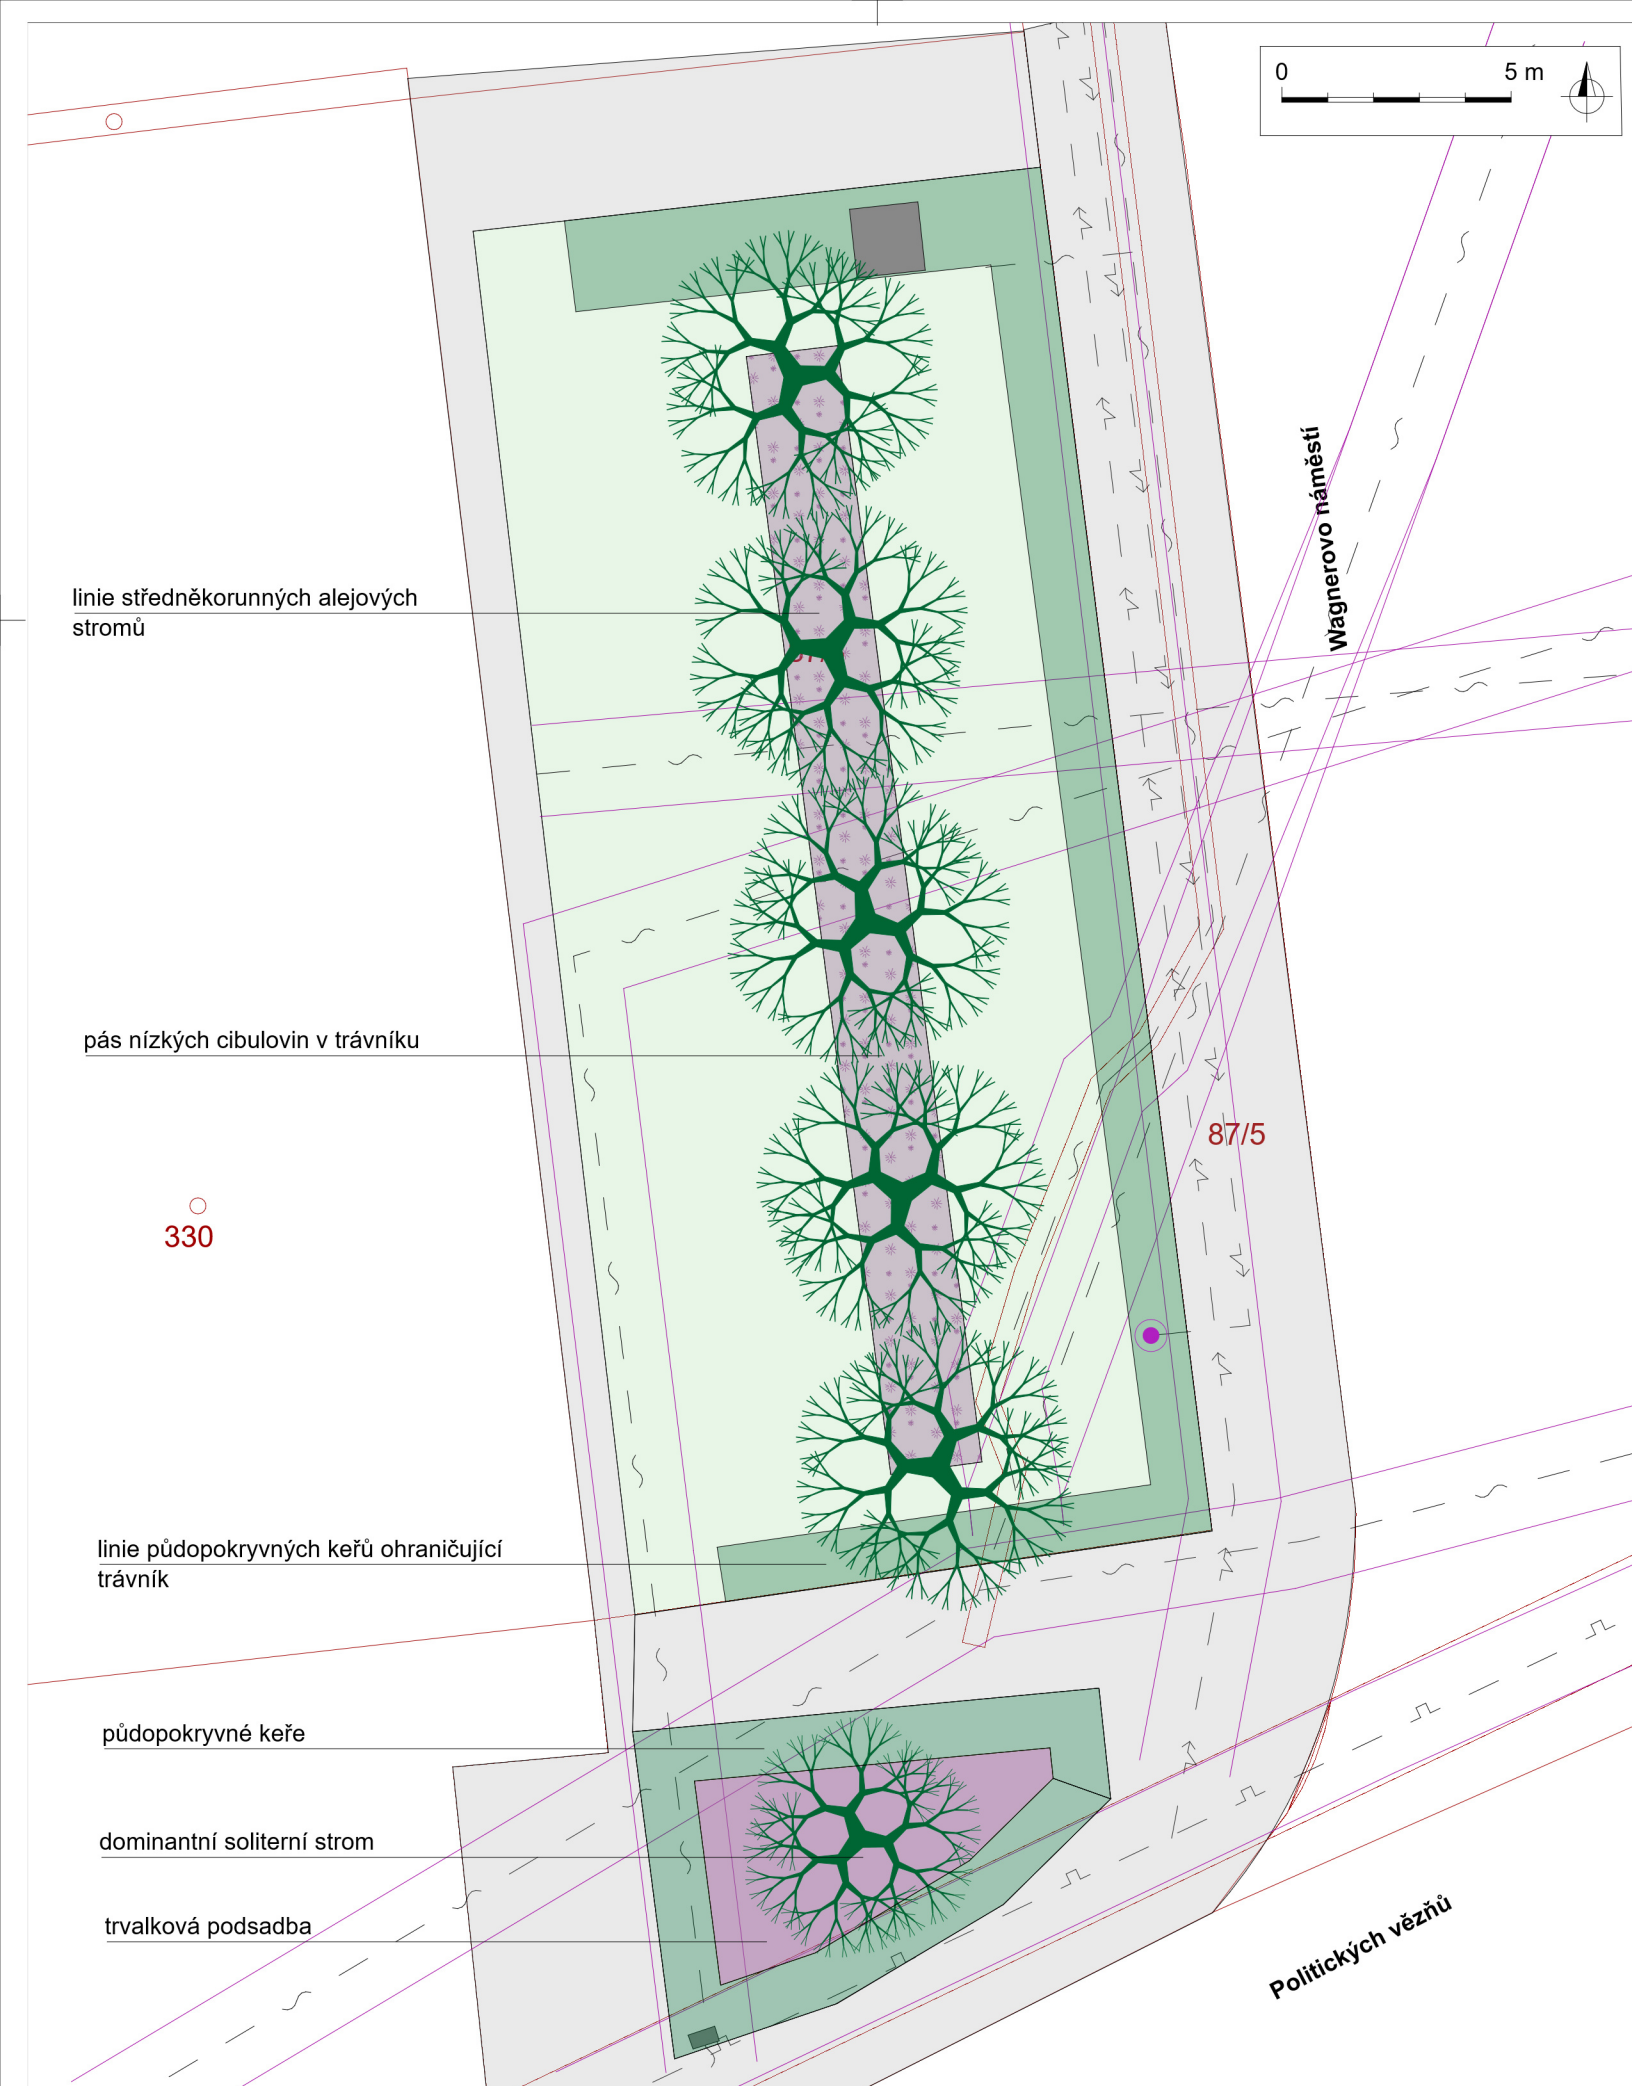 0 5 m
Wagnerovo náměstí
linie středněkorunných alejových
stromů
pás nízkých cibulovin v trávníku
87/5
330
linie půdopokryvných keřů ohraničující
trávník
půdopokryvné keře
dominantní soliterní strom
trvalková podsadba
Politických vězňů